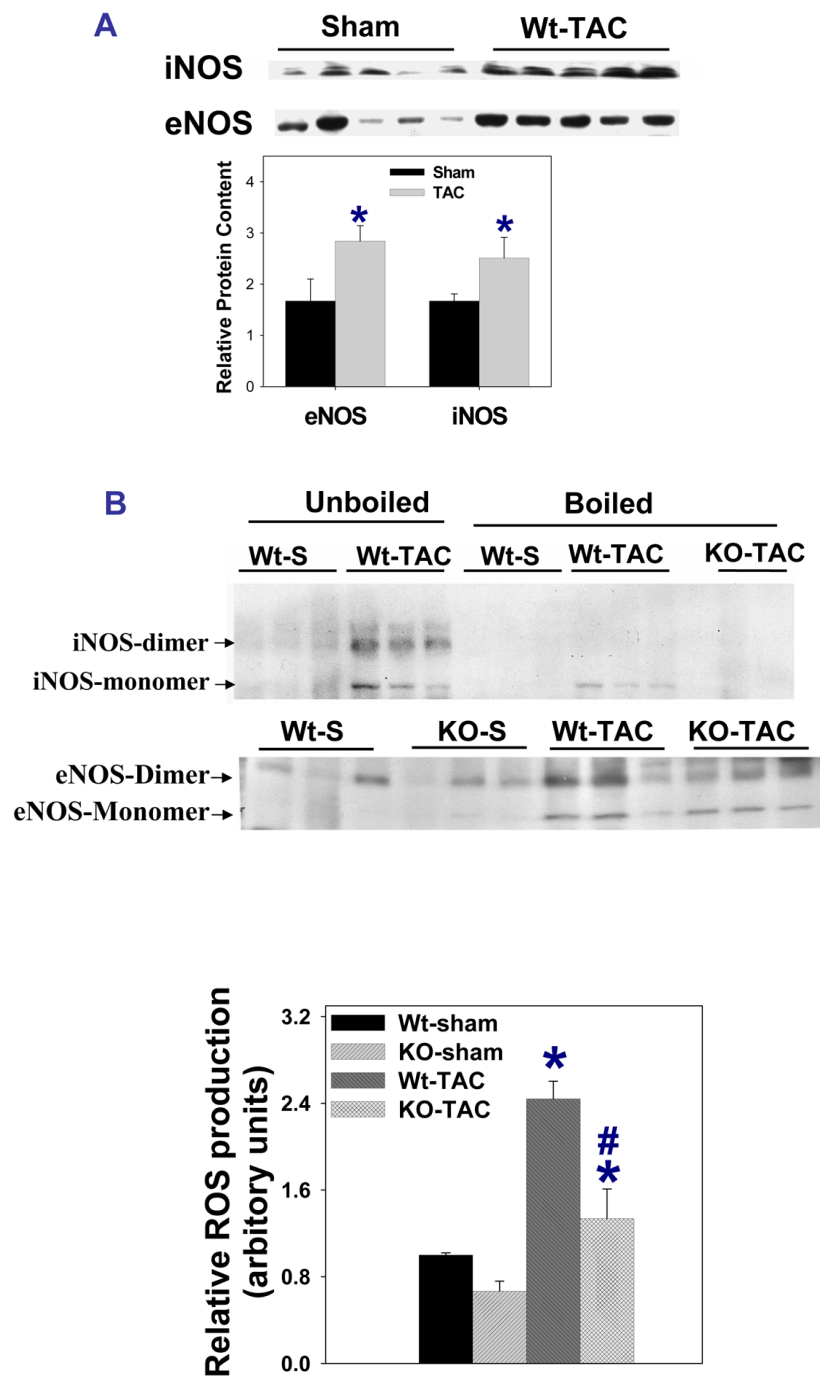 A
Sham Wt-TAC
iNOS
eNOS
Relative Protein Content
4
3
2
1
0
Sham
TAC
*
*
eNOS iNOS
B
Unboiled Boiled
Wt-S Wt-TAC Wt-S Wt-TAC KO-TAC
iNOS-dimer
iNOS-monomer
Wt-S KO-S Wt-TAC KO-TAC
eNOS-Dimer
eNOS-Monomer
Relative ROS production
(arbitory units)
3.2
2.4
1.6
0.8
0.0
Wt-sham
KO-sham
Wt-TAC
KO-TAC
*
#
*